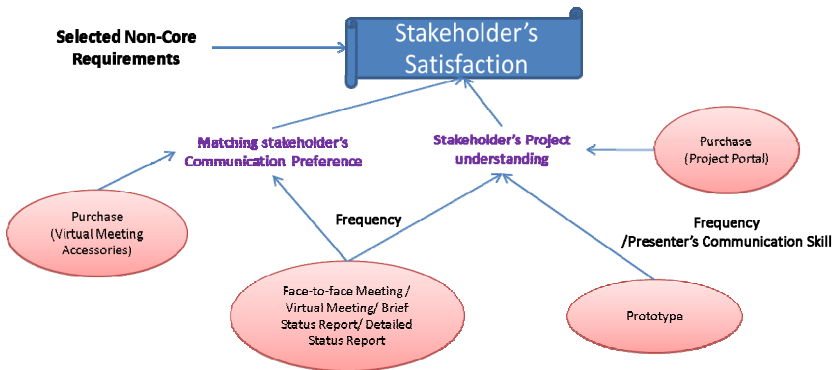 Selected Non-Core
Requirements
Stakeholder's
Satisfaction
Matching stakeholder's
Communication Preference
Stakeholder's Project
understanding
Purchase
(Project Portal)
Purchase
(Virtual Meeting
Accessories)
Frequency
Frequency
/Presenter's Communication Skill
Face-to-face Meeting/
Virtual Meeting/ Brief
Status Report/ Detailed
Status Report
Prototype